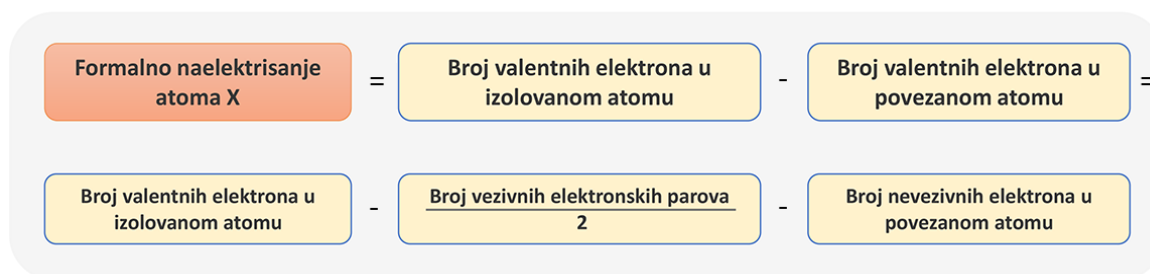 Formalno naelektrisanje
atoma X
=
Broj valentnih elektrona u
izolovanom atomu
-
Broj valentnih elektrona u
povezanom atomu
=
Broj valentnih elektrona u
izolovanom atomu
-
Broj vezivnih elektronskih parova
2
-
Broj nevezivnih elektrona u
povezanom atomu